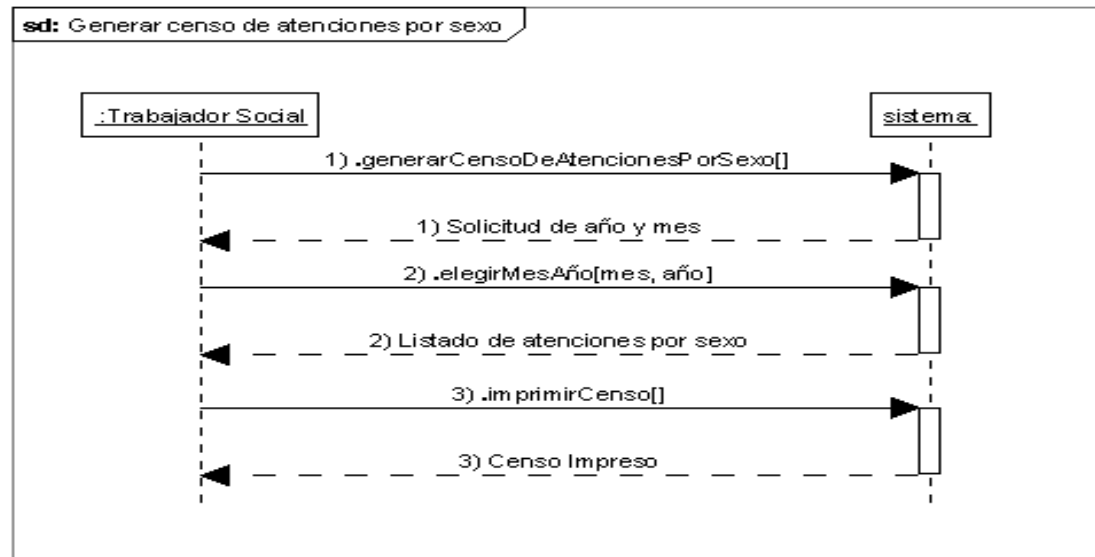 sd: Generar censo de atenciones por sexo
:Trabajador Social
sistema:
1) .generarCensoDeAtencionesPorSexo[]
1) Solicitud de año y mes
2) .elegirMesAño[mes, año]
2) Listado de atenciones por sexo
3) .imprimirCenso[]
3) Censo Impreso